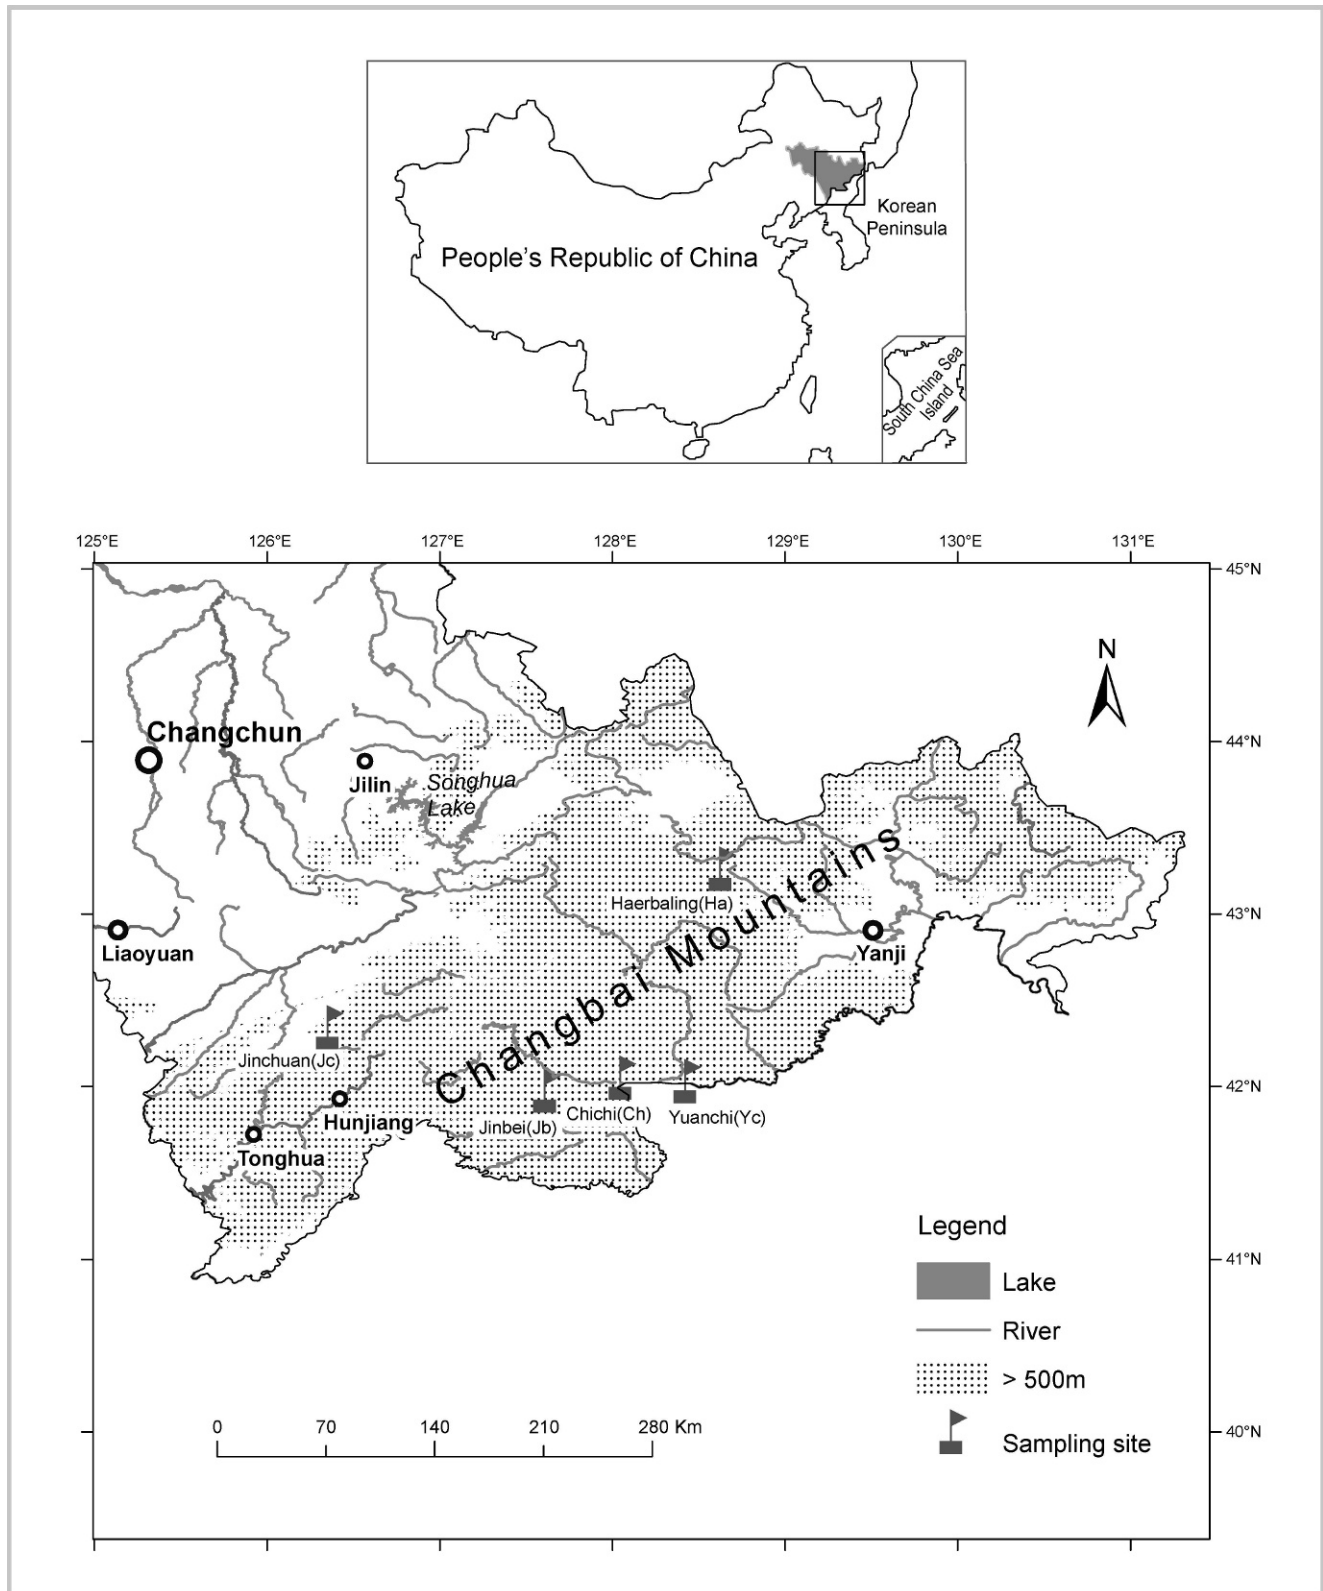 Korean
Peninsula
People's Republic of China
South China Sea
Island
125°E
126°E
127°E
128°E
129°E
130°E
131°E
45°N
N
Changchun
44°N
Jilin
Songhua
Lake
Haerbaling(Ha)
43°N
Liaoyuan
Yanji
Changbai Mountains
Jinchuan(Jc)
42°N
Hunjiang
Jinbei(Jb)
Chichi(Ch)
Yuanchi(Yc)
Tonghua
Legend
41°N
Lake
River
> 500m
0 70 140 210 280 Km
40°N
Sampling site